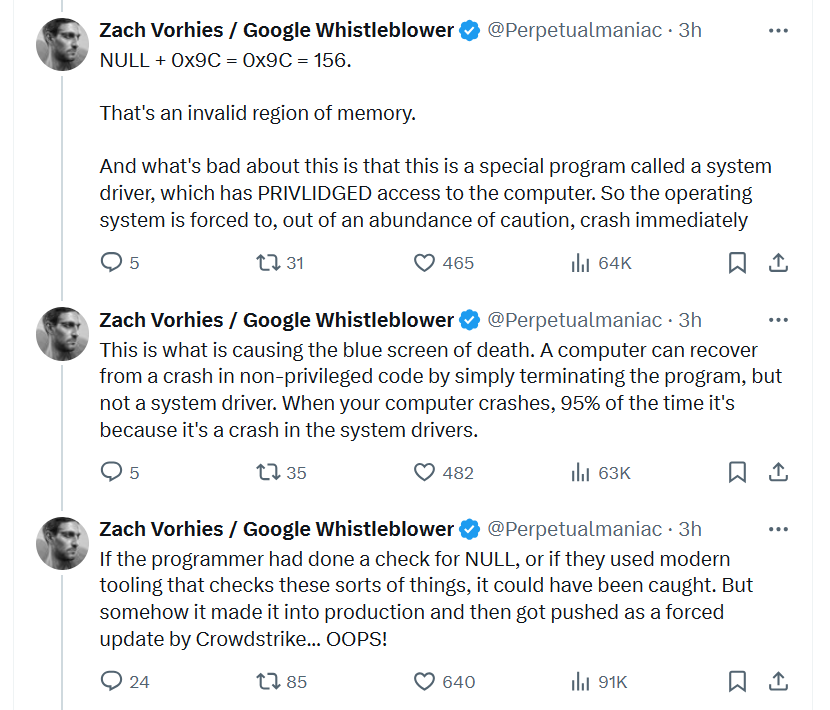 Zach Vorhies / Google Whistleblower @Perpetualmaniac · 3h
NULL + 0x9C = 0x9C = 156.
That's an invalid region of memory.
And what's bad about this is that this is a special program called a system
driver, which has PRIVLIDGED access to the computer. So the operating
system is forced to, out of an abundance of caution, crash immediately
5 31 465 64K
Zach Vorhies / Google Whistleblower @Perpetualmaniac · 3h
This is what is causing the blue screen of death. A computer can recover
from a crash in non-privileged code by simply terminating the program, but
not a system driver. When your computer crashes, 95% of the time it's
because it's a crash in the system drivers.
5 35 482 63K
Zach Vorhies / Google Whistleblower @Perpetualmaniac · 3h
If the programmer had done a check for NULL, or if they used modern
tooling that checks these sorts of things, it could have been caught. But
somehow it made it into production and then got pushed as a forced
update by Crowdstrike... OOPS!
24 85 640 91K